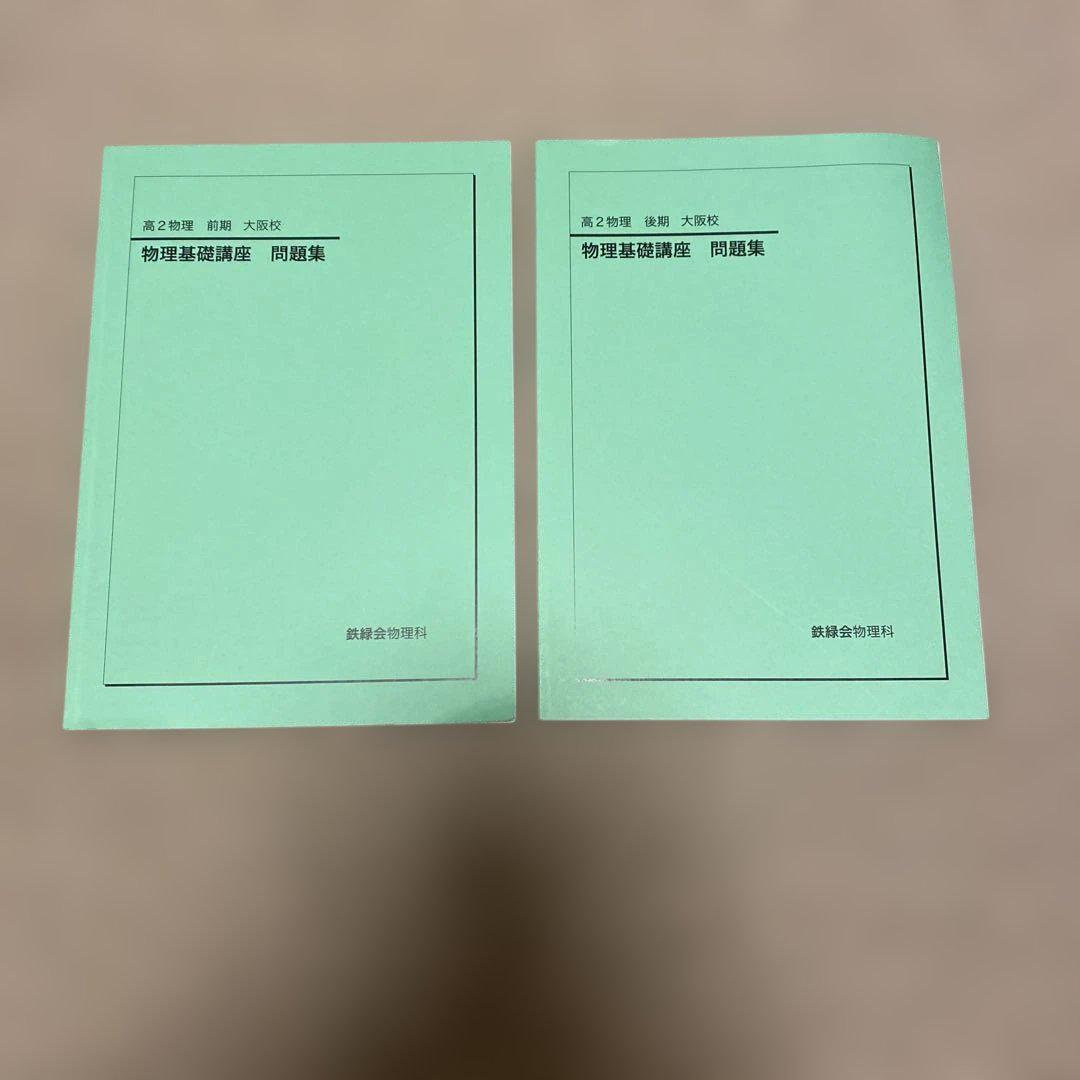 高2物理 前期 大阪校
物理基礎講座 問題集
鉄緑会物理科
高2物理 後期 大阪校
物理基礎講座 問題集
鉄緑会物理科